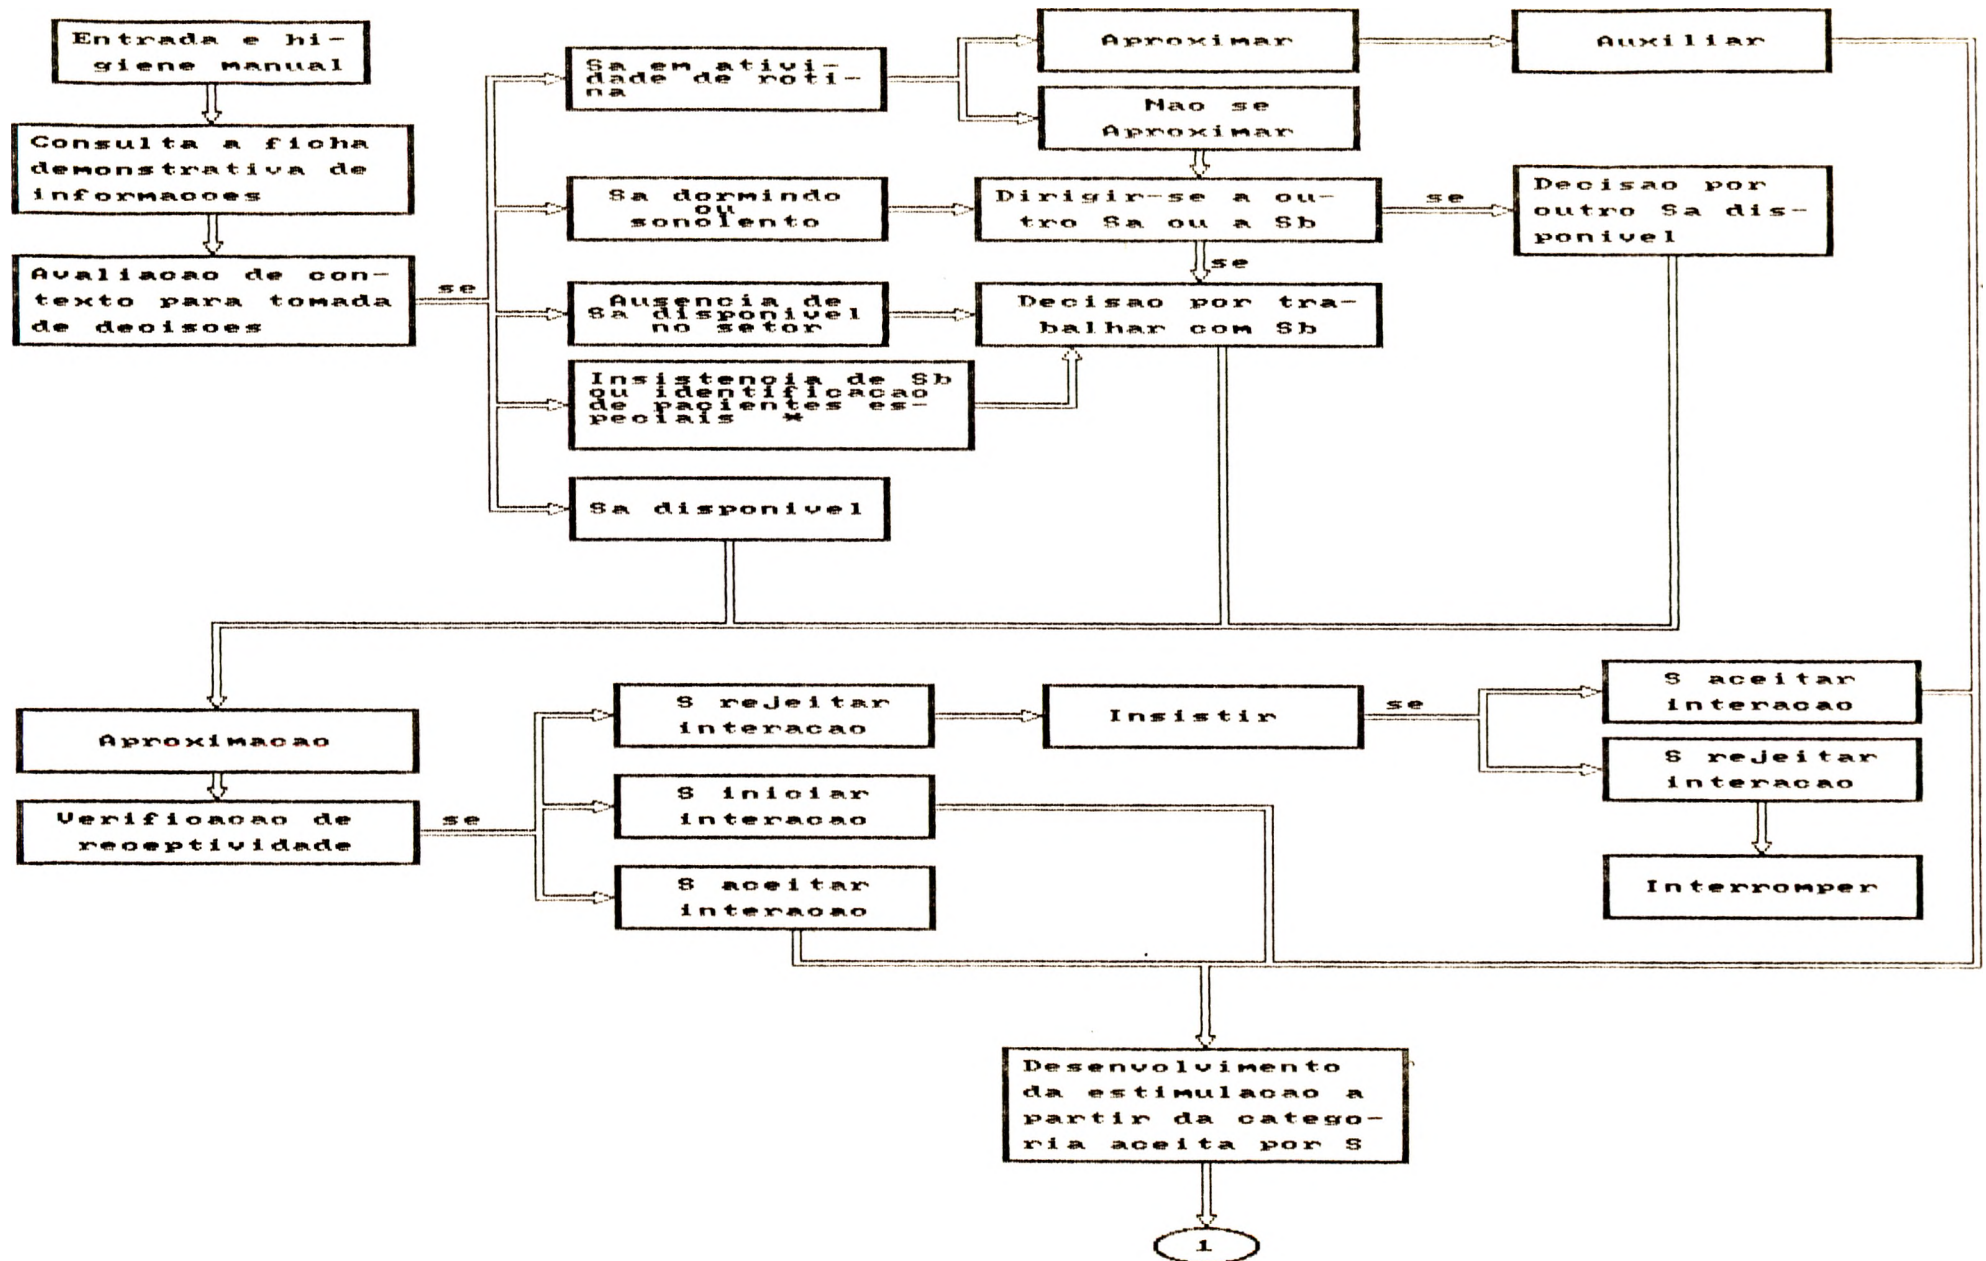 Entrada e hi-
giene manual
Consulta a ficha
demonstrativa de
informacoes
Avaliacao de con-
texto para tomada
de decisoes
se
Sa em ativi-
dade de roti-
na
Aproximar
Auxiliar
Nao se
Aproximar
Sa dormindo
ou
sonolento
Dirigir-se a ou-
tro Sa ou a Sb
se
Decisao por
outro Sa dis-
ponivel
se
Ausencia de
Sa disponivel
no setor
Decisao por tra-
balhar com Sb
Insistencia de Sb
ou identificacao
de pacientes es-
peciais *
Sa disponivel
Aproximacao
Verificacao de
receptividade
se
S rejeitar
interacao
Insistir
se
S aceitar
interacao
S rejeitar
interacao
Interromper
S iniciar
interacao
S aceitar
interacao
Desenvolvimento
da estimulacao a
partir da catego-
ria aceita por S
1